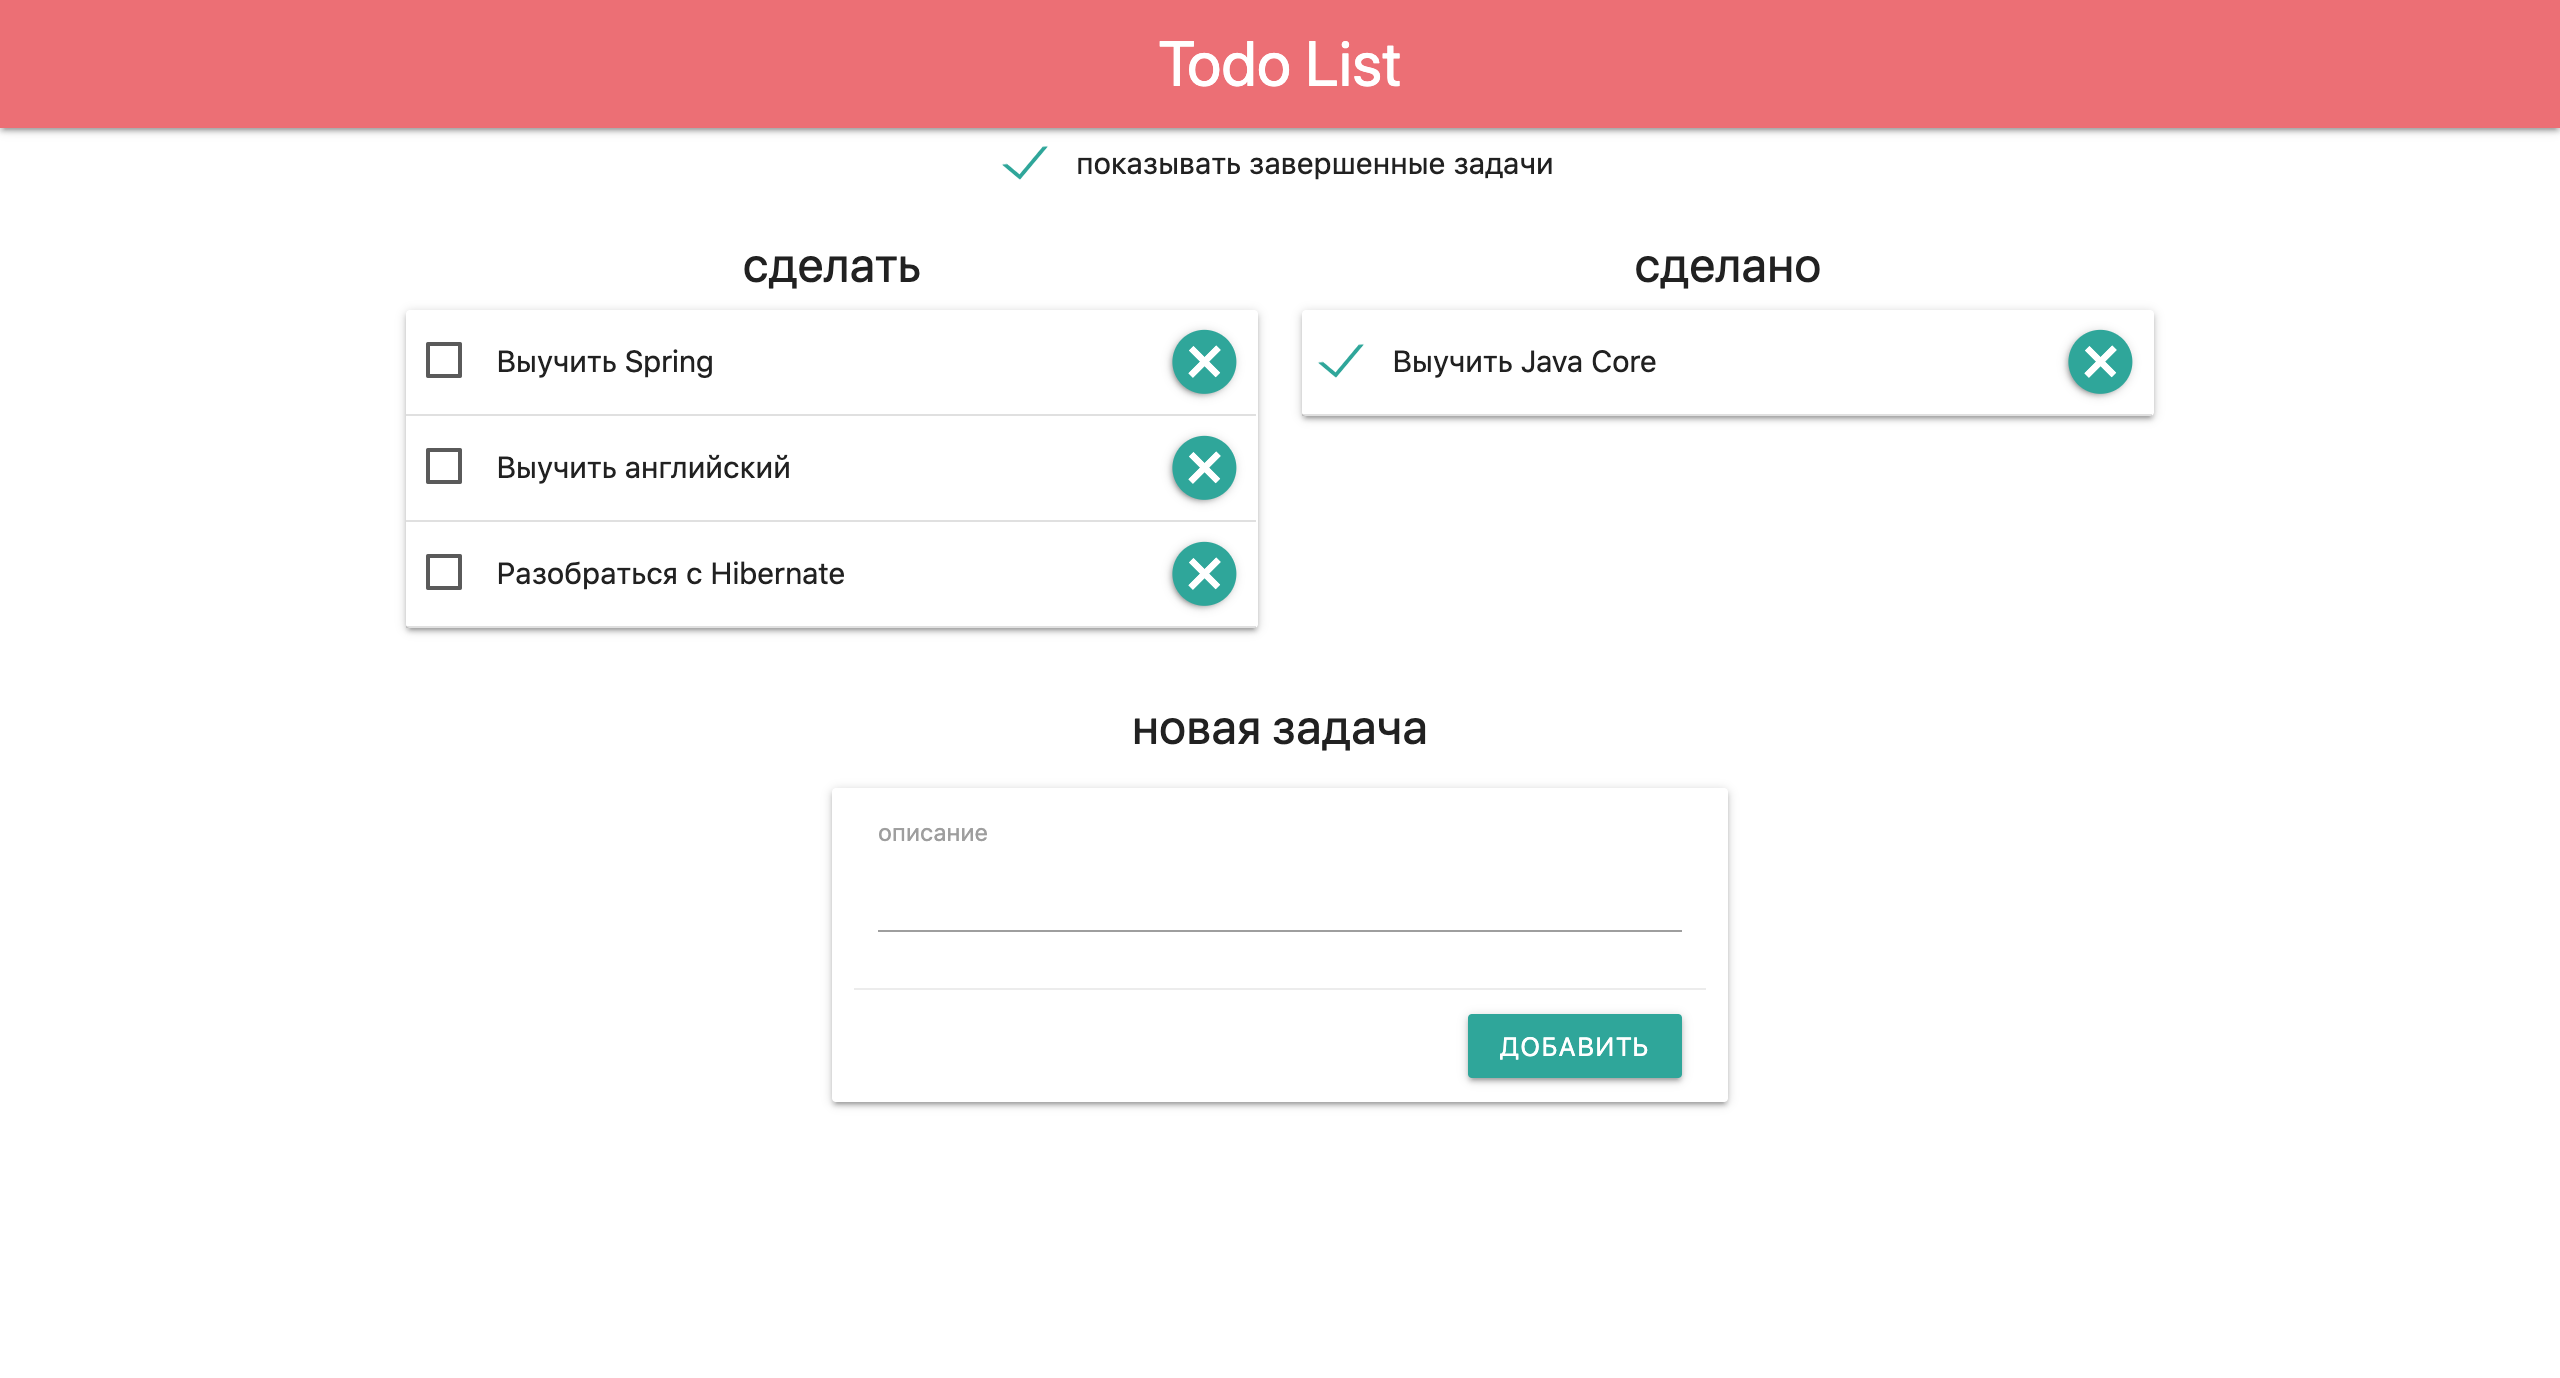 Todo List
показывать завершенные задачи
сделать
Выучить Spring
Выучить английский
Разобраться с Hibernate
сделано
Выучить Java Core
новая задача
описание
ДОБАВИТЬ